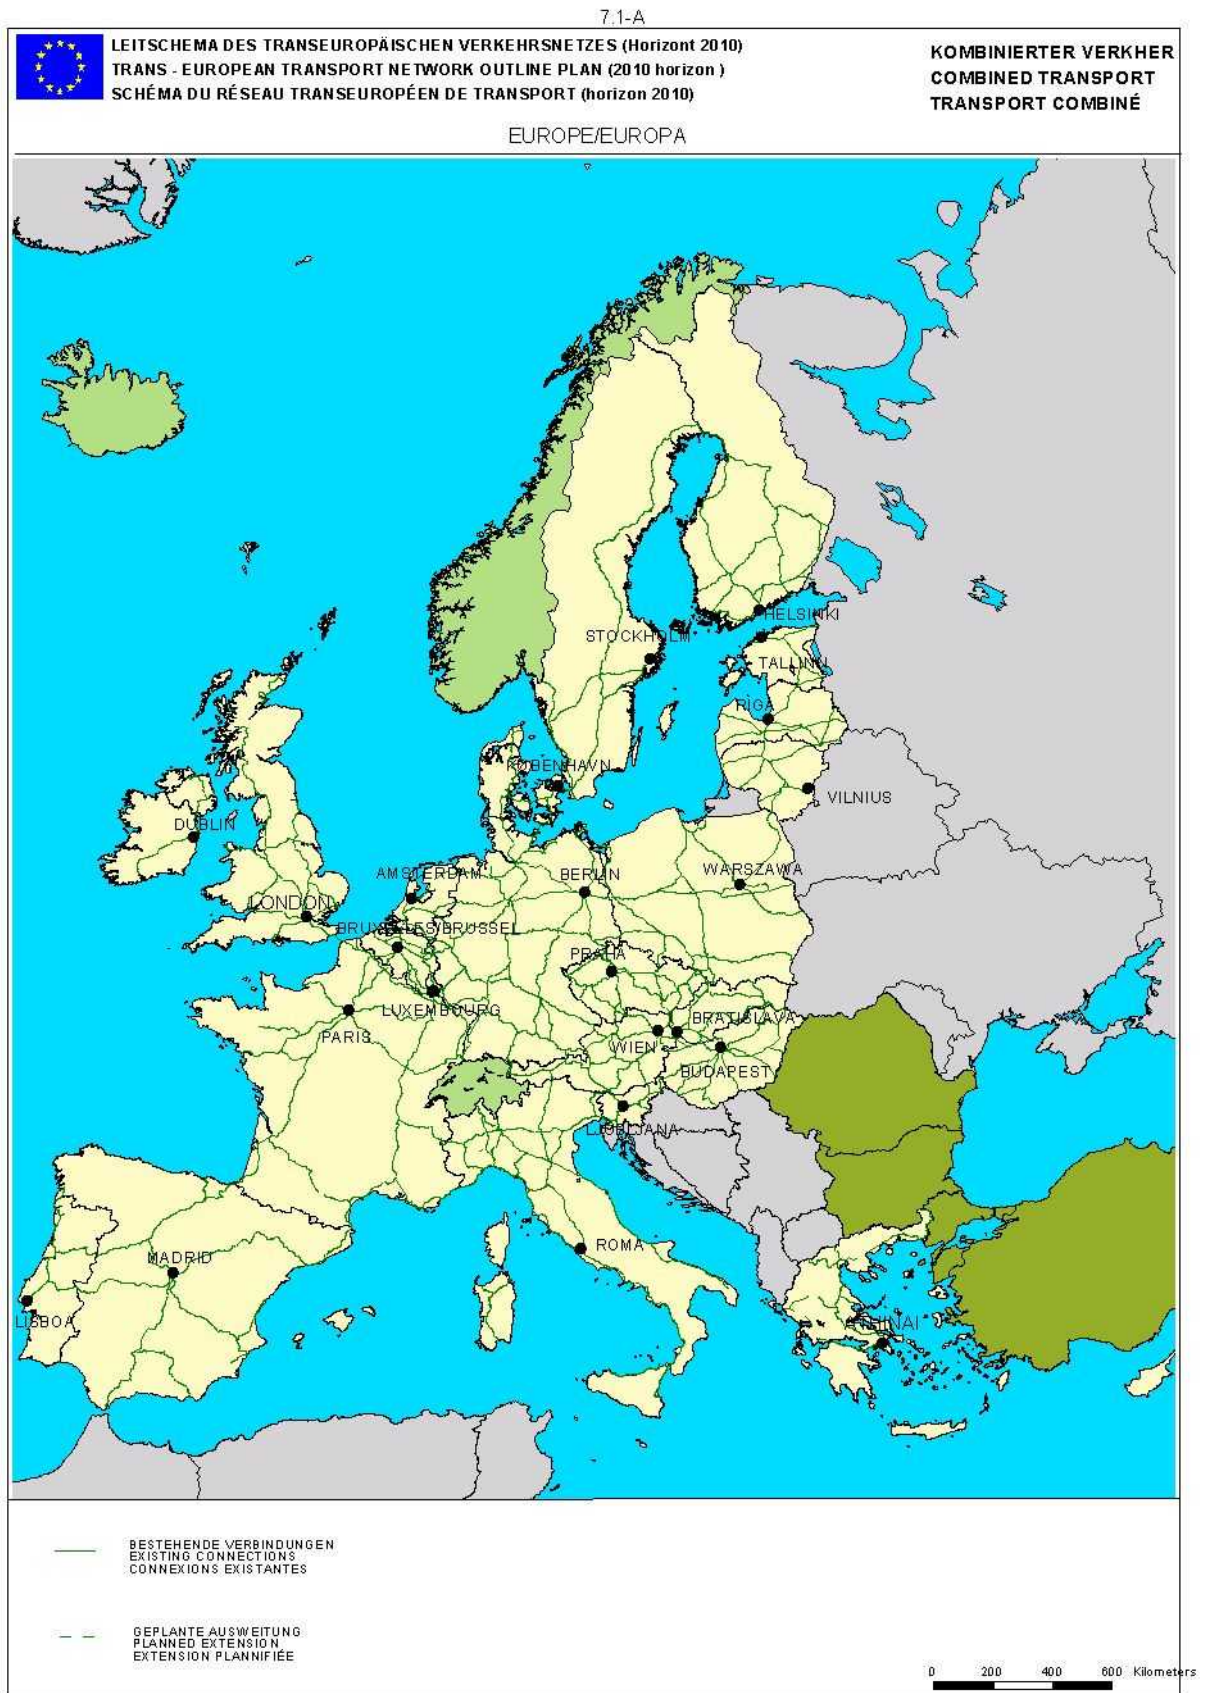 7.1-A
LEITSCHEMA DES TRANSEUROPÄISCHEN VERKEHRSNETZES (Horizont 2010)
TRANS - EUROPEAN TRANSPORT NETWORK OUTLINE PLAN (2010 horizon )
SCHÉMA DU RÉSEAU TRANSEUROPÉEN DE TRANSPORT (horizon 2010)
KOMBINIERTER VERKHER
COMBINED TRANSPORT
TRANSPORT COMBINÉ
EUROPE/EUROPA
HELSINKI
STOCKHOLM
TALLINN
RĪGA
KØBENHAVN
VILNIUS
DUBLIN
AMSTERDAM
BERLIN
WARSZAWA
LONDON
BRUXELLES/BRUSSEL
PRAHA
LUXEMBOURG
BRATISLAVA
PARIS
WIEN
BUDAPEST
LJUBLJANA
ROMA
MADRID
LISBOA
ATHINAI
BESTEHENDE VERBINDUNGEN
EXISTING CONNECTIONS
CONNEXIONS EXISTANTES
GEPLANTE AUSWEITUNG
PLANNED EXTENSION
EXTENSION PLANNIFIÉE
0 200 400 600 Kilometers